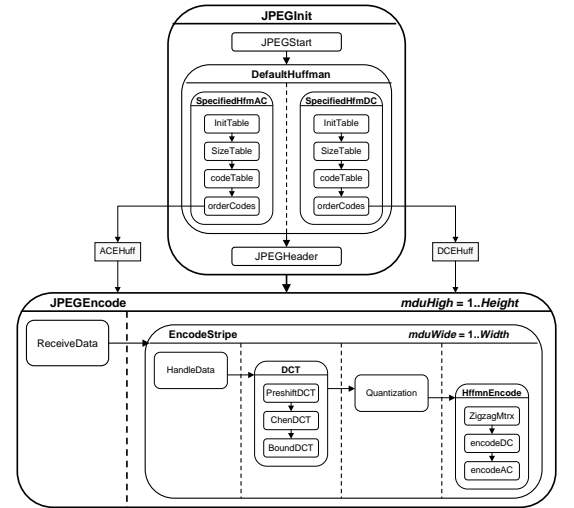 JPEGInit
JPEGStart
DefaultHuffman
SpecifiedHfmAC
SpecifiedHfmDC
InitTable
InitTable
SizeTable
SizeTable
codeTable
codeTable
orderCodes
orderCodes
ACEHuff
JPEGHeader
DCEHuff
JPEGEncode
mduHigh = 1..Height
ReceiveData
EncodeStripe
mduWide = 1..Width
HandleData
DCT
PreshiftDCT
ChenDCT
BoundDCT
Quantization
HffmnEncode
ZigzagMtrx
encodeDC
encodeAC